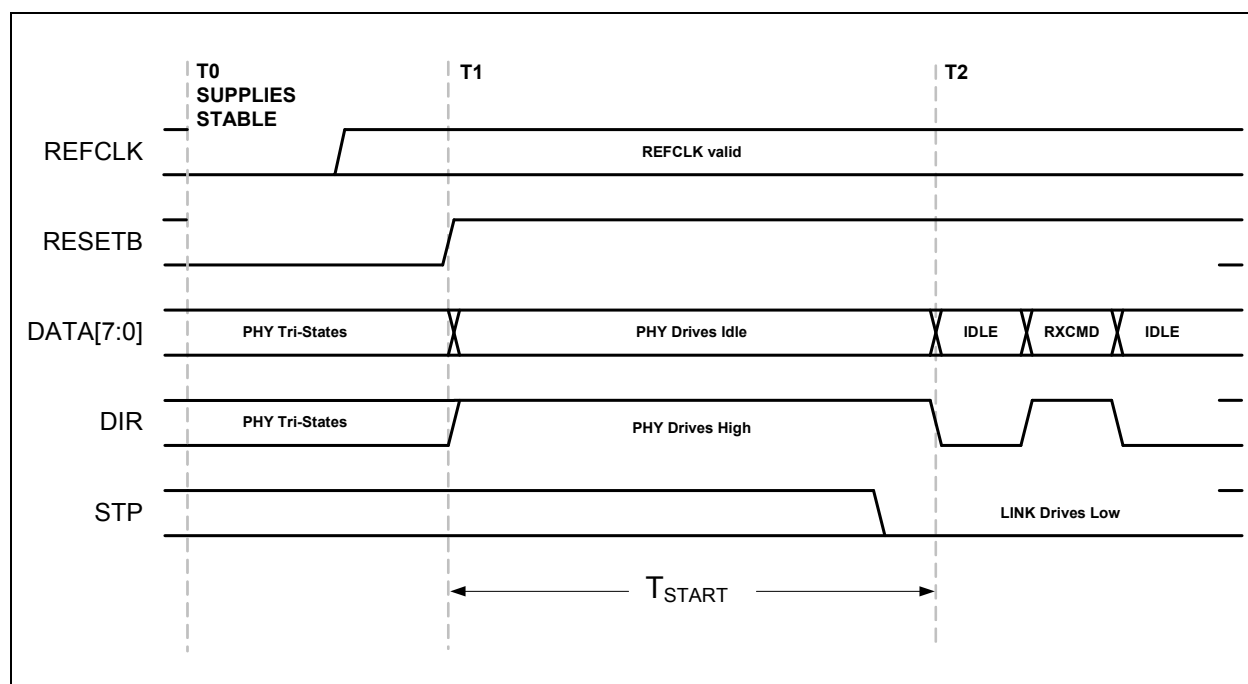 T0
SUPPLIES
STABLE
T1
T2
REFCLK
REFCLK valid
RESETB
DATA[7:0]
PHY Tri-States
PHY Drives Idle
IDLE
RXCMD
IDLE
DIR
PHY Tri-States
PHY Drives High
STP
LINK Drives Low
TSTART